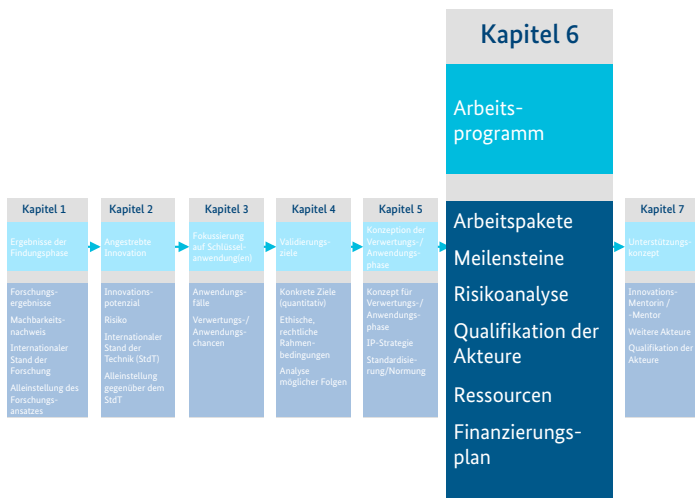 Kapitel 1
Ergebnisse der
Findungsphase
Forschungs-
ergebnisse
Machbarkeits-
nachweis
Internationaler
Stand der
Forschung
Alleinstellung des
Forschungs-
ansatzes
Kapitel 2
Angestrebte
Innovation
Innovations-
potenzial
Risiko
Internationaler
Stand der
Technik (StdT)
Alleinstellung
gegenüber dem
StdT
Kapitel 3
Fokussierung
auf Schlüssel-
anwendung(en)
Anwendungs-
fälle
Verwertungs-/
Anwendungs-
chancen
Kapitel 4
Validierungs-
ziele
Konkrete Ziele
(quantitativ)
Ethische,
rechtliche
Rahmen-
bedingungen
Analyse
möglicher Folgen
Kapitel 5
Konzeption der
Verwertungs-/
Anwendungs-
phase
Konzept für
Verwertungs-/
Anwendungs-
phase
IP-Strategie
Standardisie-
rung/Normung
Kapitel 6
Arbeits-
programm
Arbeitspakete
Meilensteine
Risikoanalyse
Qualifikation der
Akteure
Ressourcen
Finanzierungs-
plan
Kapitel 7
Unterstützungs-
konzept
Innovations-
Mentorin /
-Mentor
Weitere Akteure
Qualifikation der
Akteure